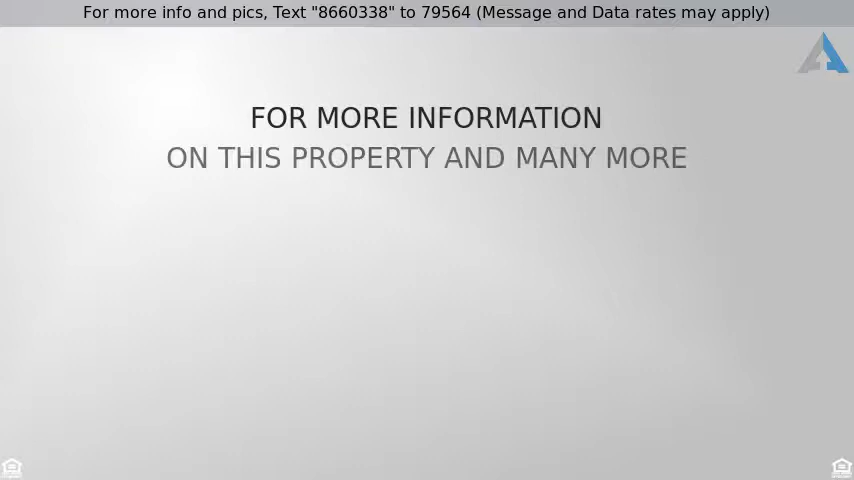 For more info and pics, Text "8660338" to 79564 (Message and Data rates may apply)
FOR MORE INFORMATION
ON THIS PROPERTY AND MANY MORE